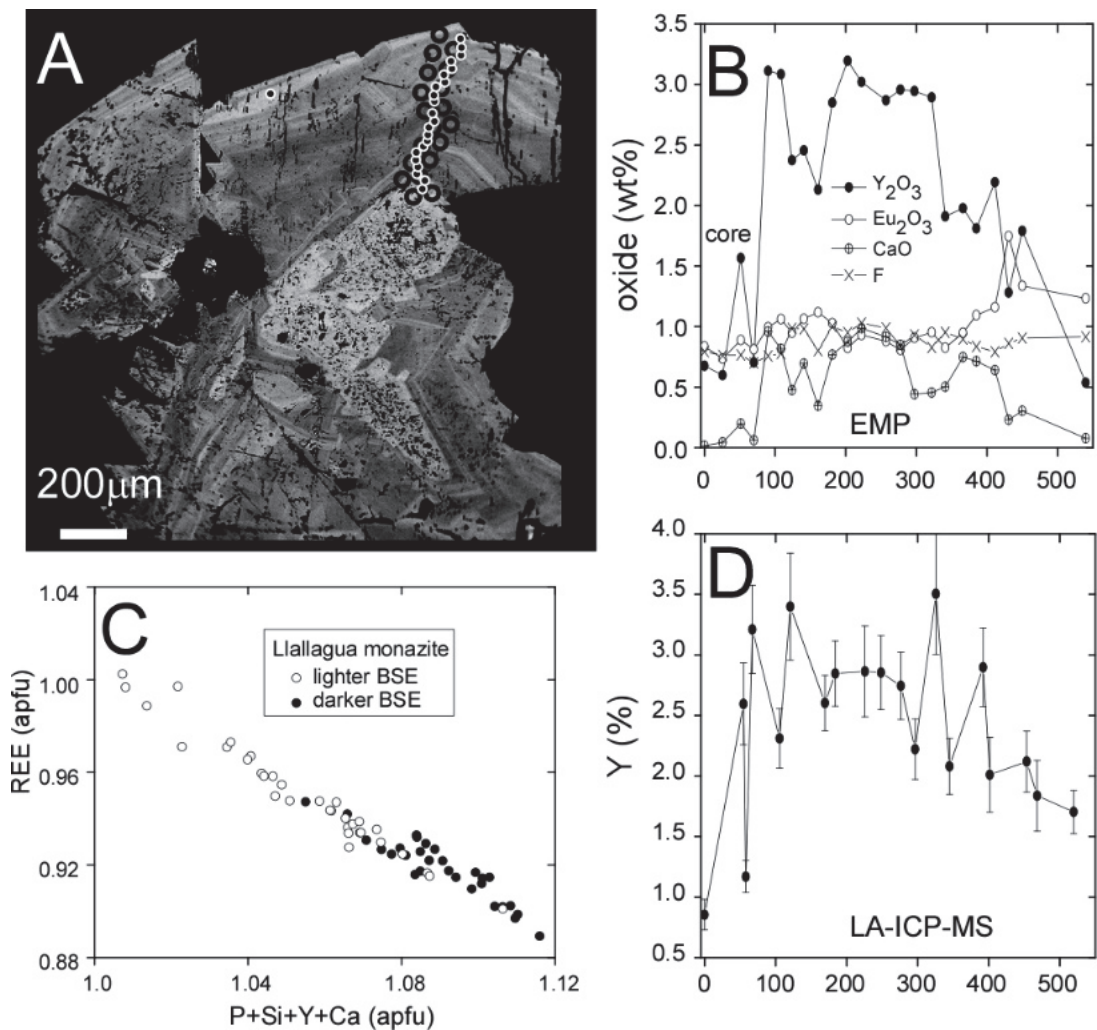 A
200μm
B
3.5
3.0
2.5
2.0
1.5
1.0
0.5
0.0
oxide (wt%)
core
Y₂O₃
Eu₂O₃
CaO
F
EMP
0 100 200 300 400 500
C
1.04
1.00
0.96
0.92
0.88
REE (apfu)
Llallagua monazite
lighter BSE
darker BSE
1.0 1.04 1.08 1.12
P+Si+Y+Ca (apfu)
D
4.0
3.5
3.0
2.5
2.0
1.5
1.0
0.5
Y (%)
LA-ICP-MS
0 100 200 300 400 500